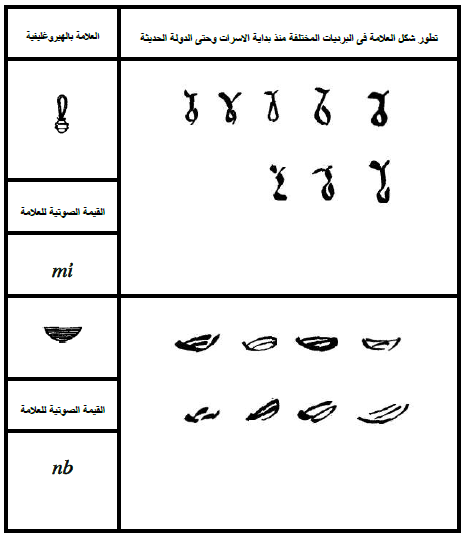 العلامة بالهيروغليفية
تطور شكل العلامة فى البرديات المختلفة منذ بداية الاسرات وحتى الدولة الحديثة
القيمة الصوتية للعلامة
mi
القيمة الصوتية للعلامة
nb